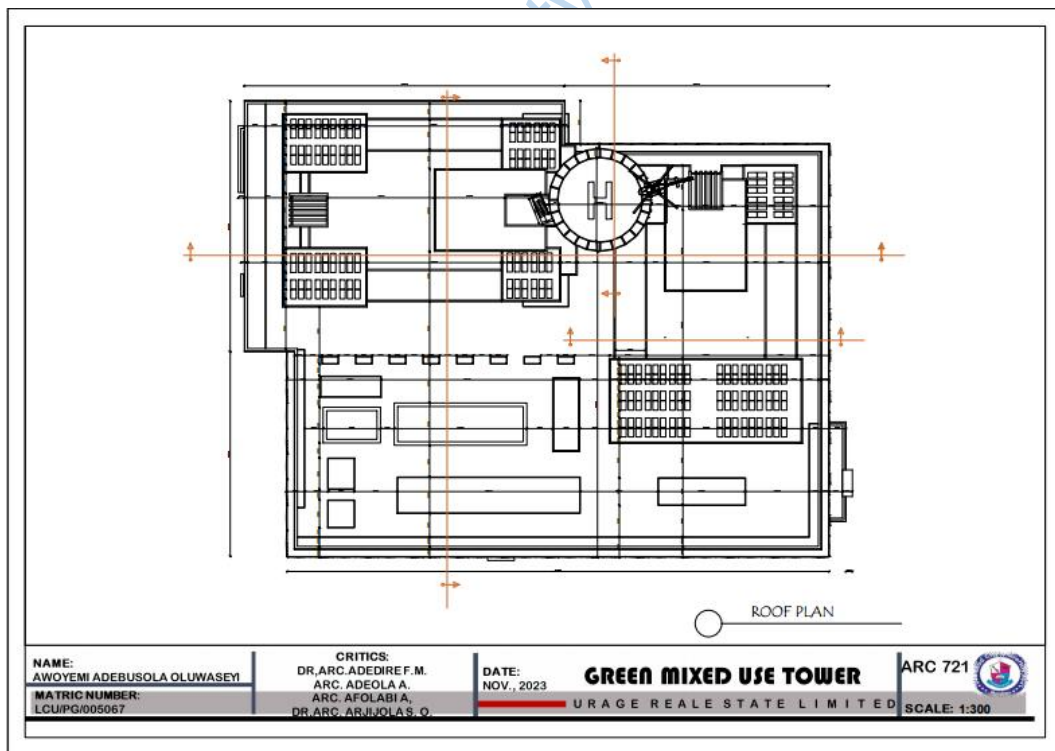 H
ROOF PLAN
NAME:
AWOYEMI ADEBUSOLA OLUWASEYI
MATRIC NUMBER:
LCU/PG/005067
CRITICS:
DR,ARC.ADEDIRE F.M.
ARC. ADEOLA A.
ARC. AFOLABI A,
DR.ARC. ARJIJOLA S. O.
DATE:
NOV., 2023
GREEN MIXED USE TOWER
URAGE REALE STATE LIMITED
ARC 721
SCALE: 1:300